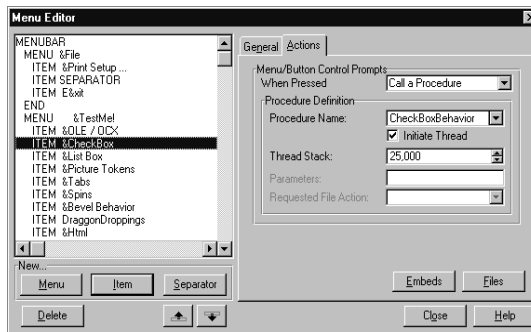 Menu Editor
MENUBAR
MENU &File
ITEM &Print Setup ...
ITEM SEPARATOR
ITEM E&xit
END
MENU &TestMe!
ITEM &OLE / OCX
ITEM &CheckBox
ITEM &List Box
ITEM &Picture Tokens
ITEM &Tabs
ITEM &Spins
ITEM &Bevel Behavior
ITEM DraggonDroppings
ITEM &Html
New...
Menu Item Separator
Delete
General Actions
Menu/Button Control Prompts
When Pressed Call a Procedure
Procedure Definition
Procedure Name: CheckBoxBehavior
Initiate Thread
Thread Stack: 25,000
Parameters:
Requested File Action:
Embeds Files
Close Help